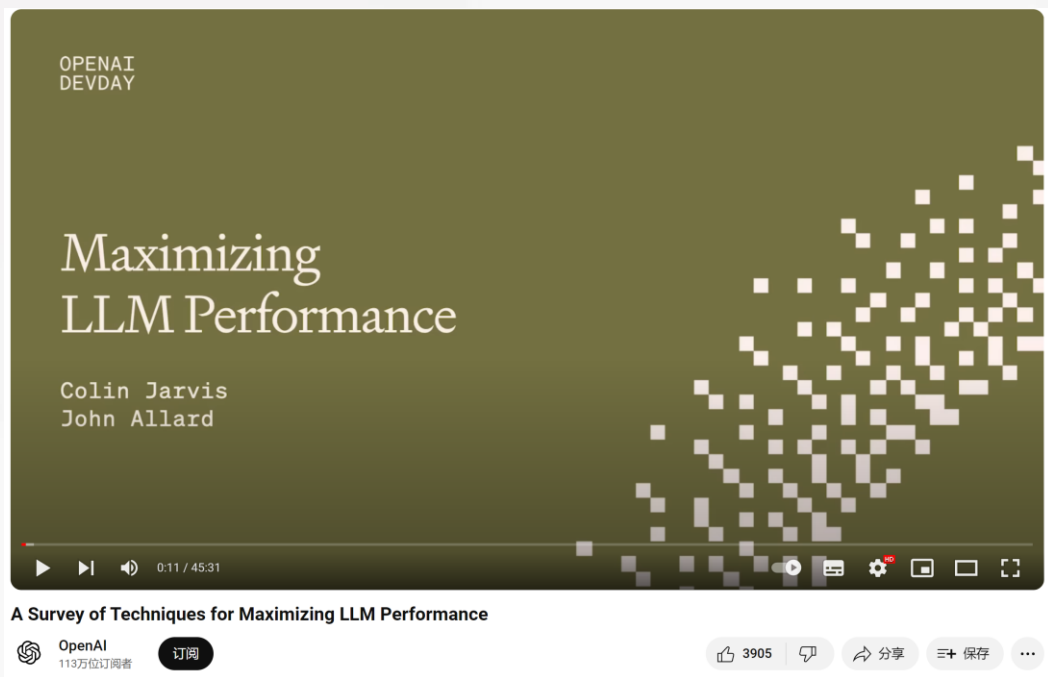 OPENAI
DEVDAY
Maximizing
LLM Performance
Colin Jarvis
John Allard
0:11 / 45:31
HD
A Survey of Techniques for Maximizing LLM Performance
OpenAI
113万位订阅者
订阅
3905
分享
保存